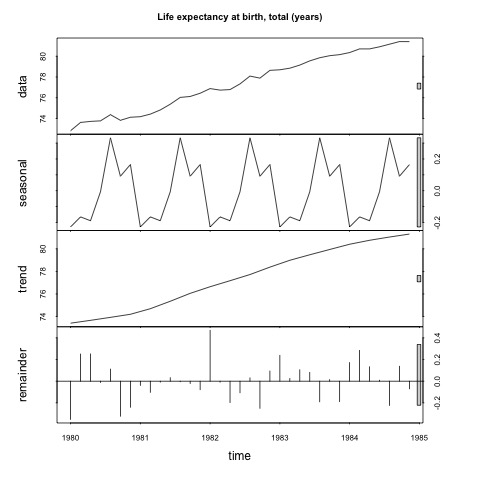 Life expectancy at birth, total (years)
data
74 76 78 80
seasonal
-0.2 0.0 0.2
trend
74 76 78 80
remainder
-0.2 0.0 0.2 0.4
1980 1981 1982 1983 1984 1985
time